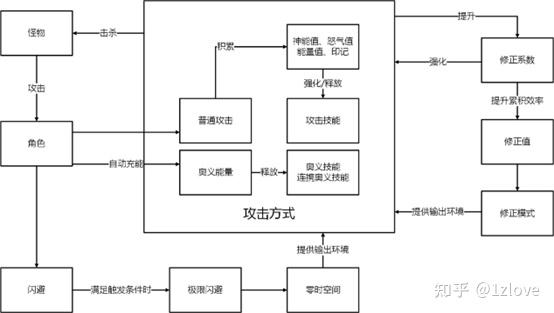 怪物
击杀
积累
神能值、怒气值
能量值、印记
提升
修正系数
强化
攻击
强化/释放
提升累积效率
角色
普通攻击
攻击技能
修正值
自动充能
奥义能量
释放
奥义技能
连携奥义技能
攻击方式
提供输出环境
修正模式
提供输出环境
闪避
满足触发条件时
极限闪避
零时空间
知乎 @1zlove